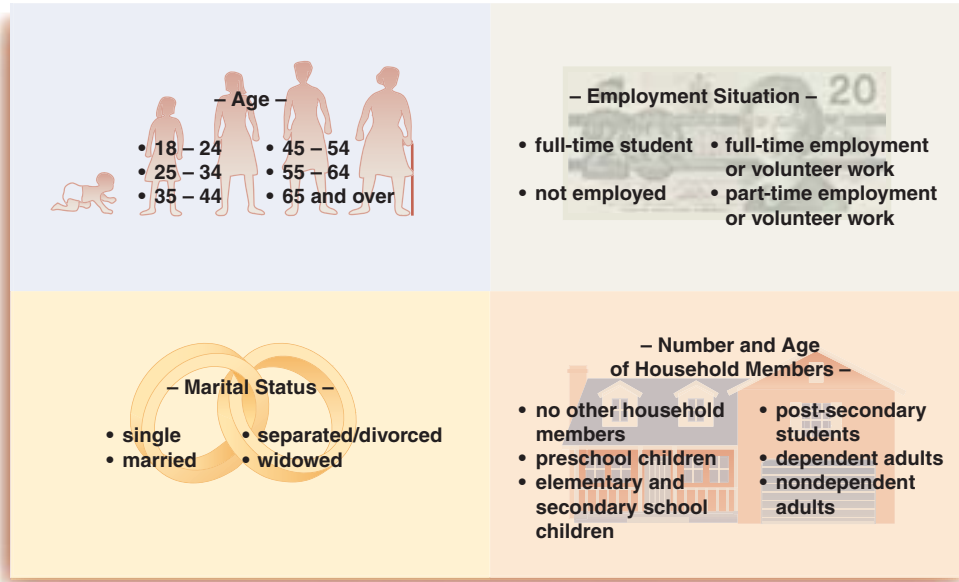 – Age –
• 18 – 24
• 25 – 34
• 35 – 44
• 45 – 54
• 55 – 64
• 65 and over
– Employment Situation –
20
• full-time student
• not employed
• full-time employment
or volunteer work
• part-time employment
or volunteer work
– Marital Status –
• single
• married
• separated/divorced
• widowed
– Number and Age
of Household Members –
• no other household
members
• preschool children
• elementary and
secondary school
children
• post-secondary
students
• dependent adults
• nondependent
adults